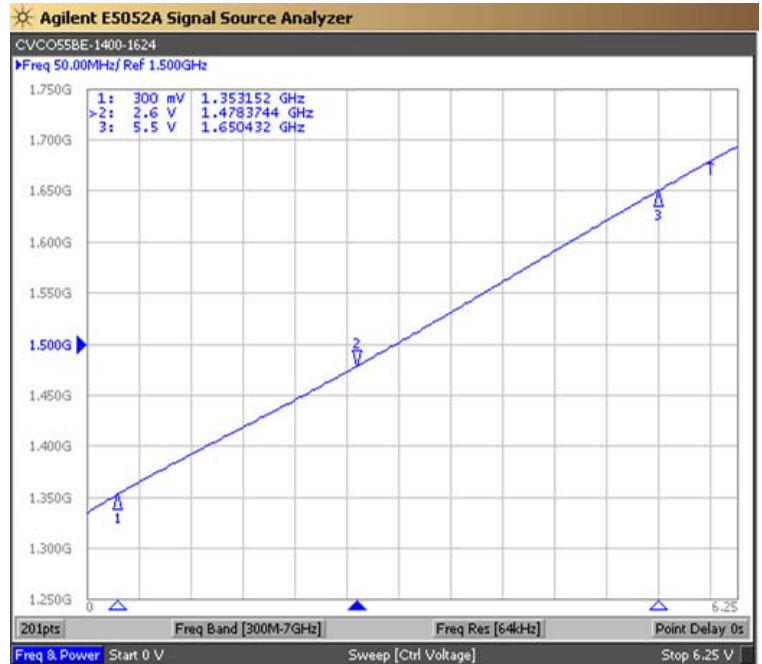 Agilent E5052A Signal Source Analyzer
CVCO55BE-1400-1624
▶Freq 50.00MHz/ Ref 1.500GHz
1.750G
1: 300 mV 1.353152 GHz
>2: 2.6 V 1.4783744 GHz
3: 5.5 V 1.650432 GHz
1.700G
1.650G
3
1.600G
1.550G
1.500G
2
1.450G
1.400G
1.350G
1
1.300G
1.250G
0 6.25
201pts Freq Band [300M-7GHz] Freq Res [64kHz] Point Delay 0s
Freq & Power Start 0 V Sweep [Ctrl Voltage] Stop 6.25 V